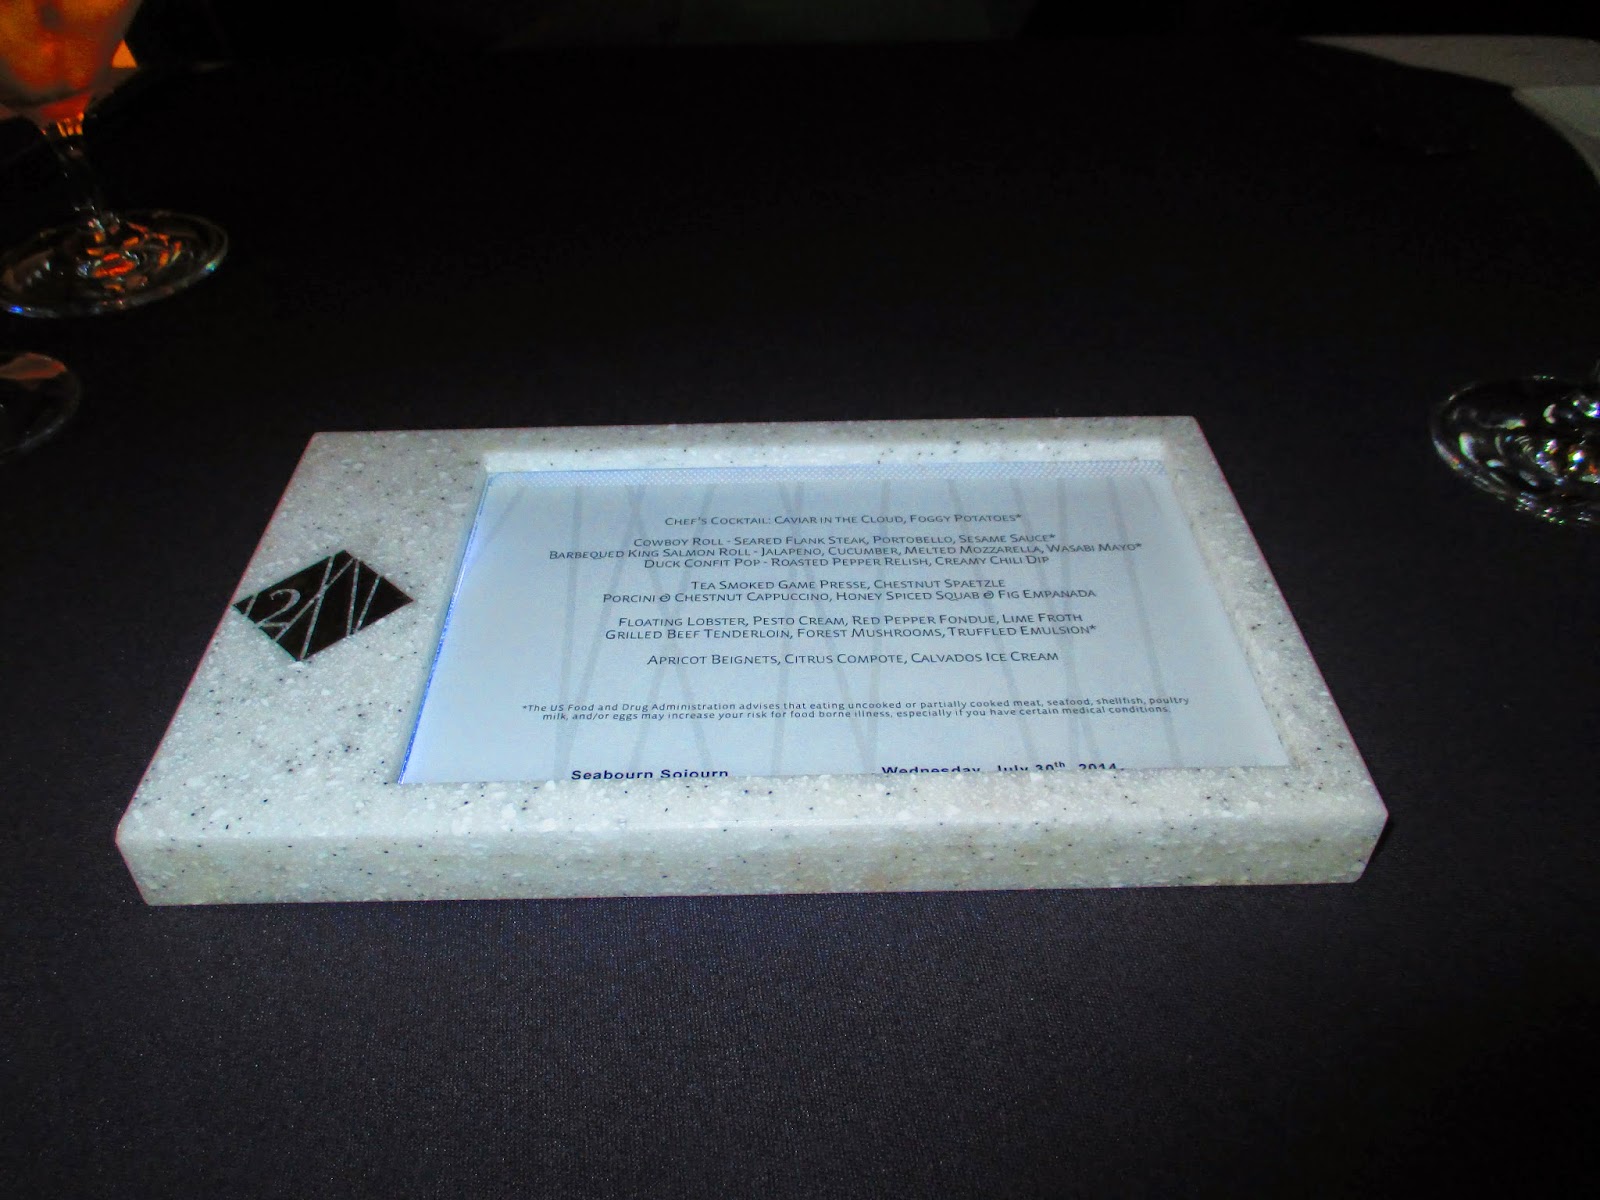 2
Chef's Cocktail: Caviar in the Cloud, Foggy Potatoes*
Cowboy Roll - Seared Flank Steak, Portobello, Sesame Sauce*
Barbequed King Salmon Roll - Jalapeno, Cucumber, Melted Mozzarella, Wasabi Mayo*
Duck Confit Pop - Roasted Pepper Relish, Creamy Chili Dip
Tea Smoked Game Presse, Chestnut Spaetzle
Porcini & Chestnut Cappuccino, Honey Spiced Squab & Fig Empanada
Floating Lobster, Pesto Cream, Red Pepper Fondue, Lime Froth
Grilled Beef Tenderloin, Forest Mushrooms, Truffled Emulsion*
Apricot Beignets, Citrus Compote, Calvados Ice Cream
*The US Food and Drug Administration advises that eating uncooked or partially cooked meat, seafood, shellfish, poultry
milk, and/or eggs may increase your risk for food borne illness, especially if you have certain medical conditions.
Seabourn Sojourn Wednesday, July 30th, 2014